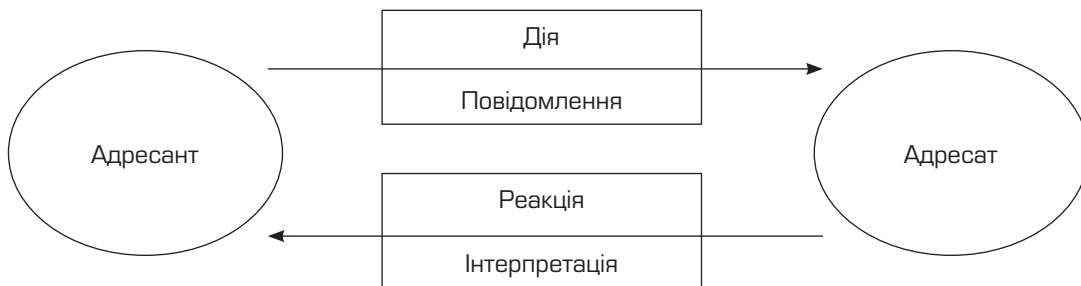 Дія
Повідомлення
Адресант
Адресат
Реакція
Інтерпретація